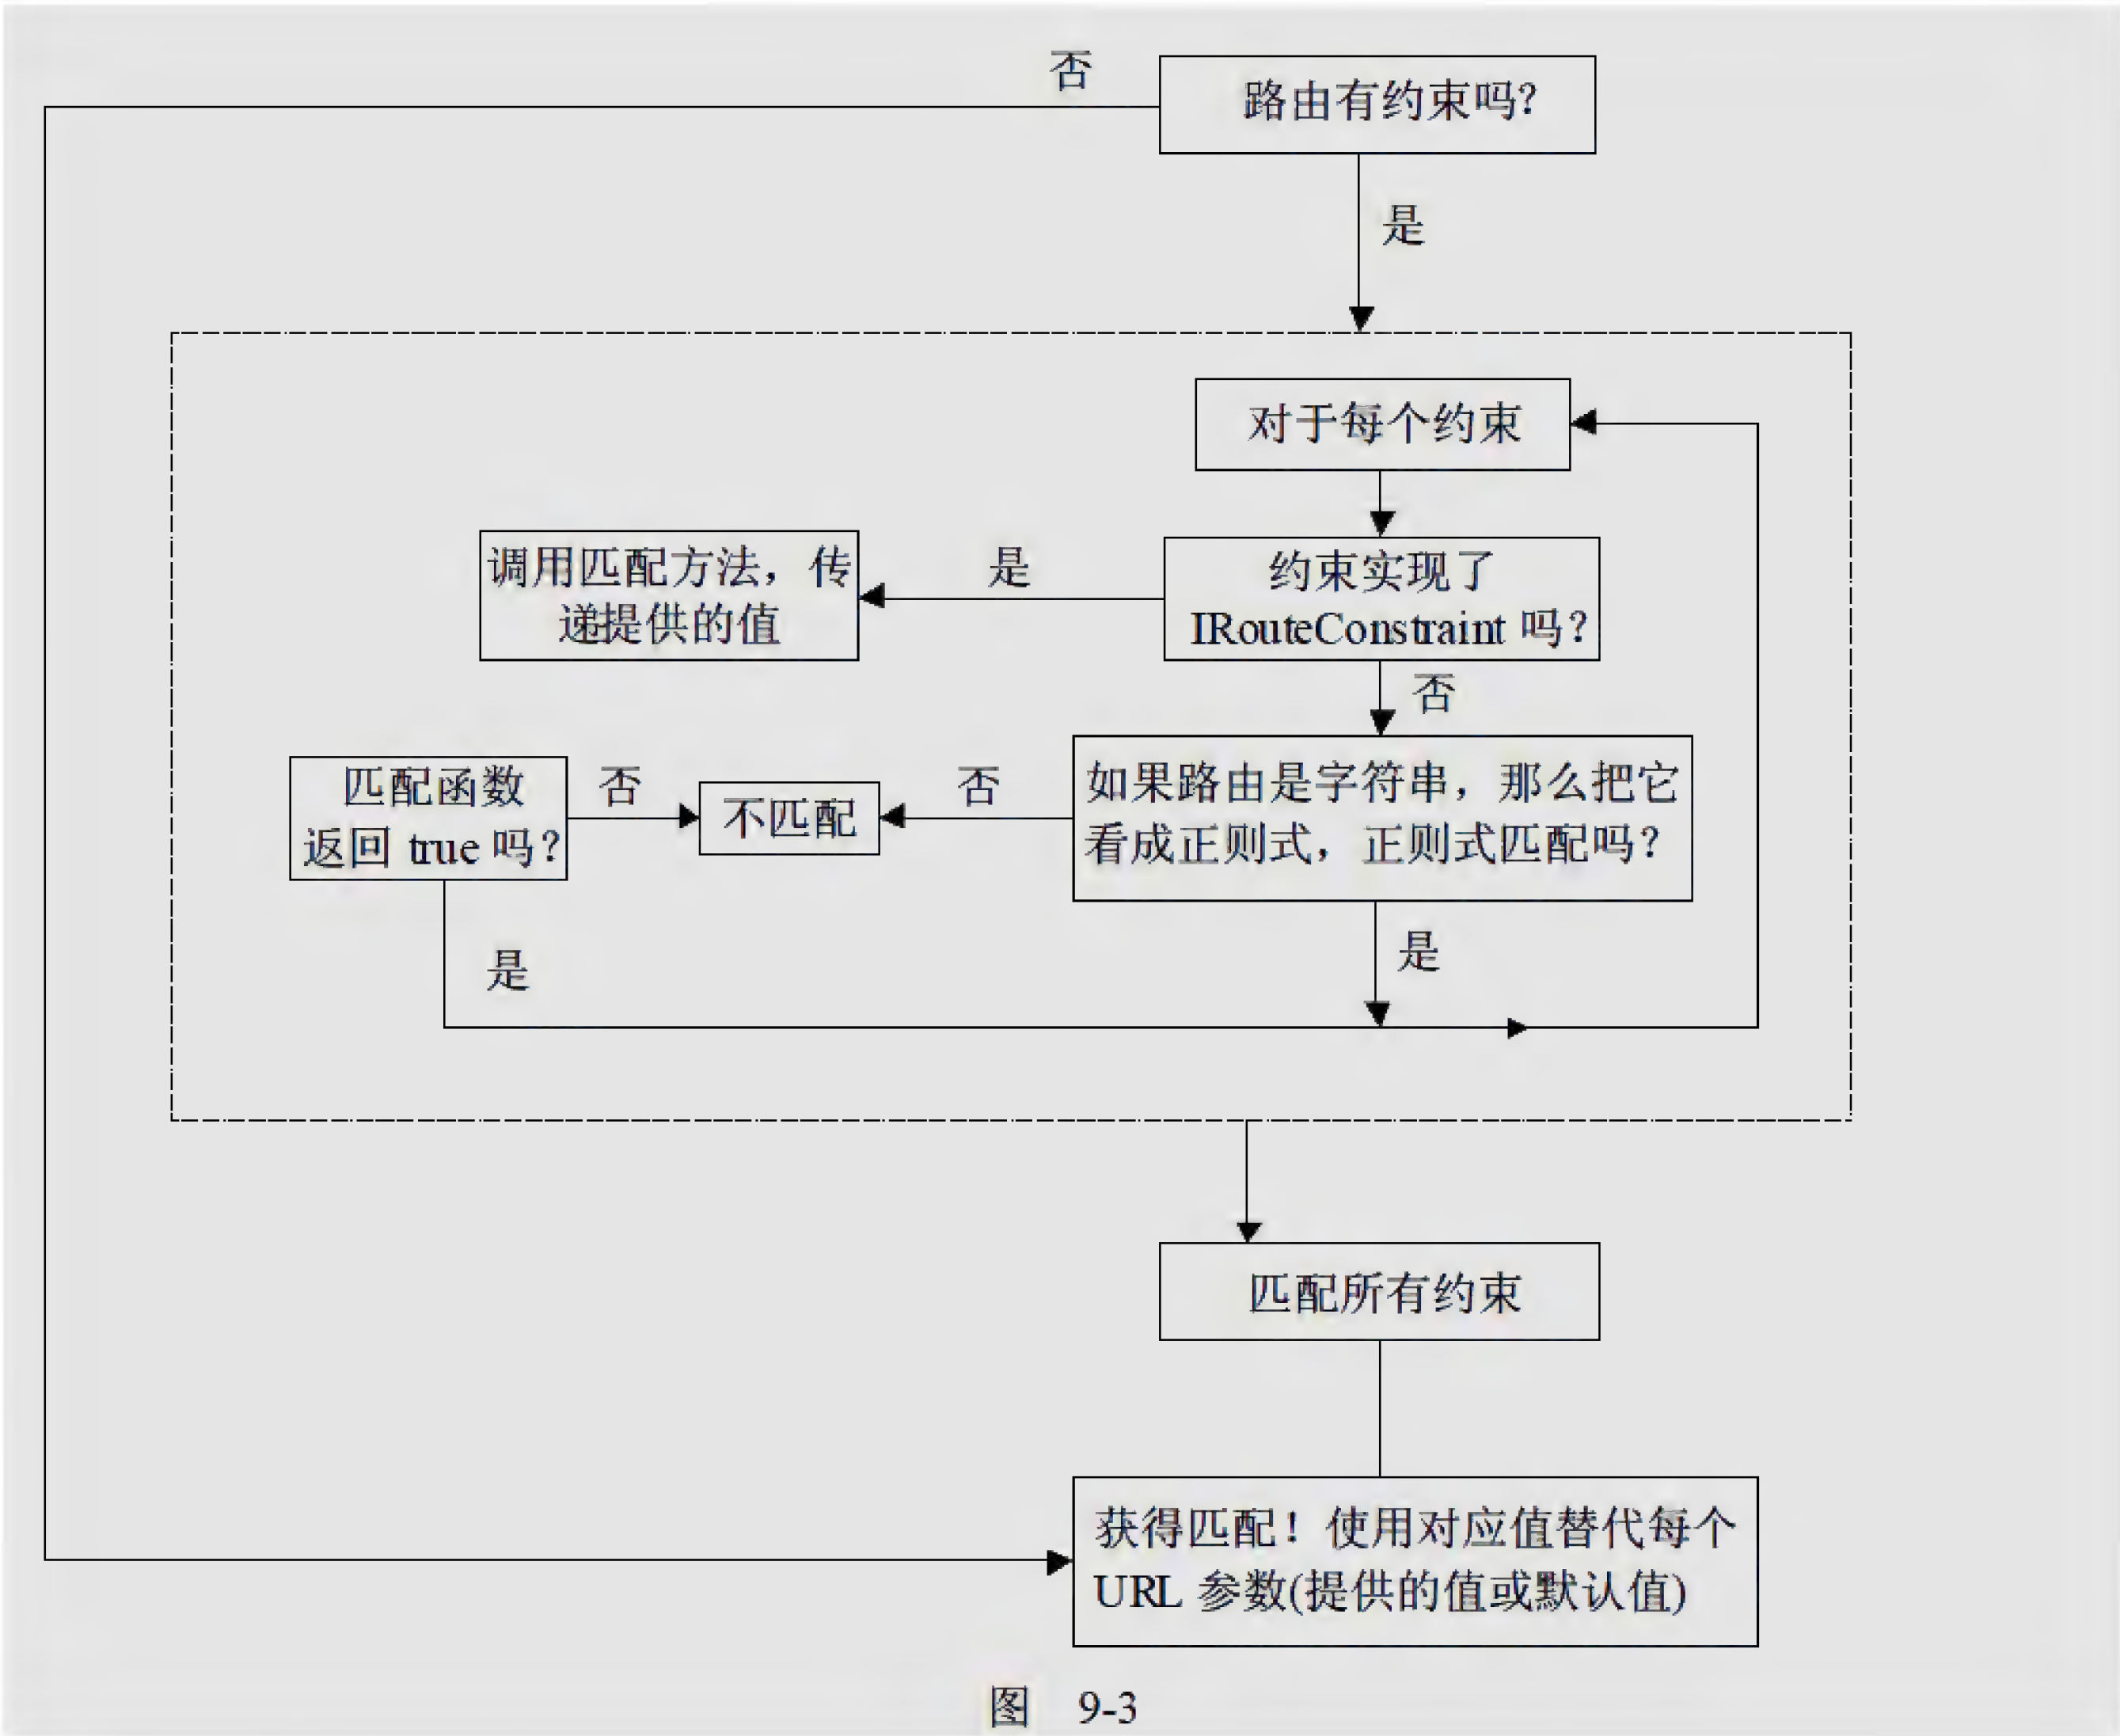 否
路由有约束吗?
是
对于每个约束
调用匹配方法，传
递提供的值
是
约束实现了
IRouteConstraint 吗?
否
匹配函数
返回 true 吗?
否
不匹配
否
如果路由是字符串，那么把它
看成正则式，正则式匹配吗?
是
是
匹配所有约束
获得匹配！使用对应值替代每个
URL 参数(提供的值或默认值)
图 9-3